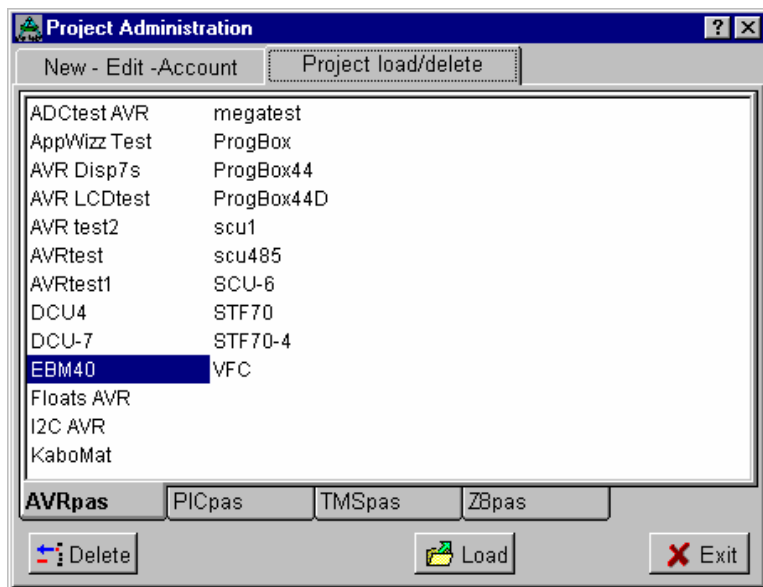 Project Administration
New - Edit -Account Project load/delete
ADCtest AVR megatest
AppWizz Test ProgBox
AVR Disp7s ProgBox44
AVR LCDtest ProgBox44D
AVR test2 scu1
AVRtest scu485
AVRtest1 SCU-6
DCU4 STF70
DCU-7 STF70-4
EBM40 VFC
Floats AVR
I2C AVR
KaboMat
AVRpas PICpas TMSpas Z8pas
Delete Load Exit